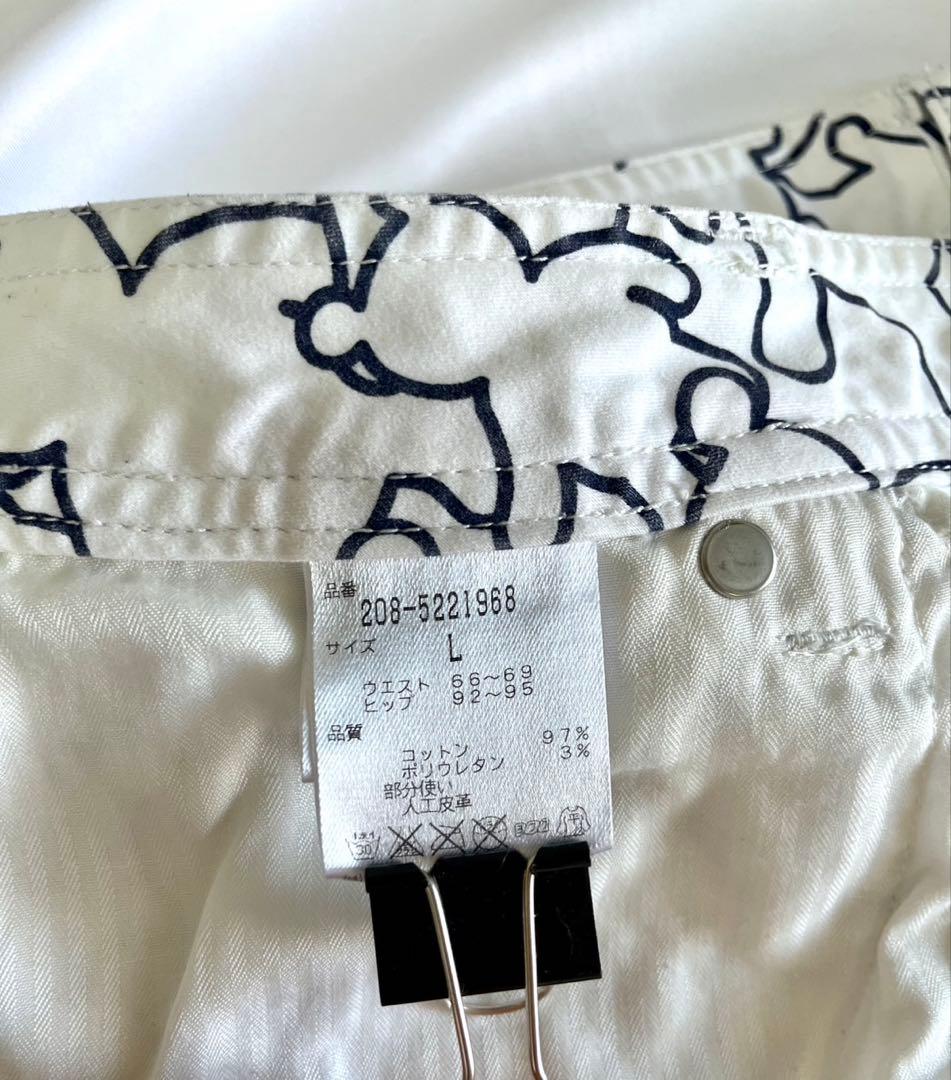 品番
208-5221968
サイズ L
ウエスト 66～69
ヒップ 92～95
品質
コットン 97%
ポリウレタン 3%
部分使い
人工皮革
30
平